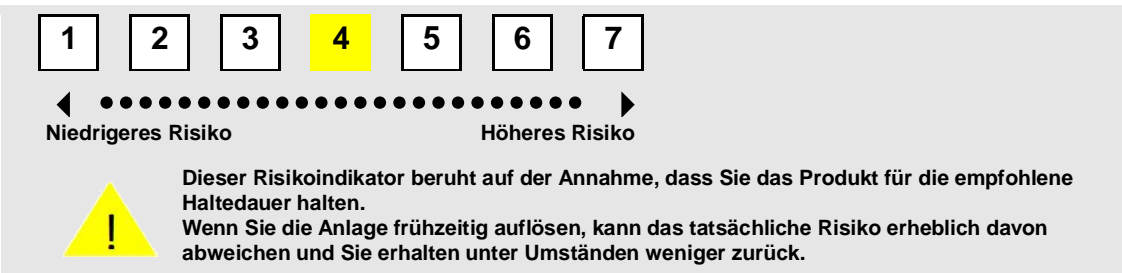 1 2 3 4 5 6 7
Niedrigeres Risiko Höheres Risiko
Dieser Risikoindikator beruht auf der Annahme, dass Sie das Produkt für die empfohlene
Haltedauer halten.
Wenn Sie die Anlage frühzeitig auflösen, kann das tatsächliche Risiko erheblich davon
abweichen und Sie erhalten unter Umständen weniger zurück.
!